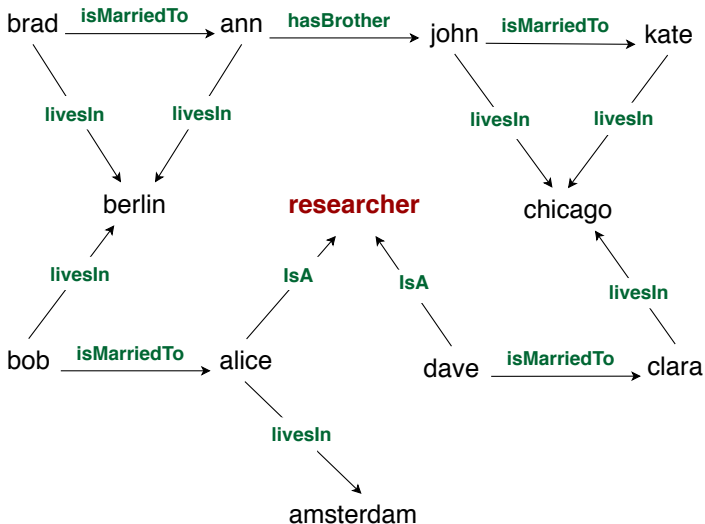 brad isMarriedTo ann hasBrother john isMarriedTo kate
livesIn livesIn livesIn livesIn
berlin researcher chicago
livesIn IsA IsA livesIn
bob isMarriedTo alice dave isMarriedTo clara
livesIn
amsterdam